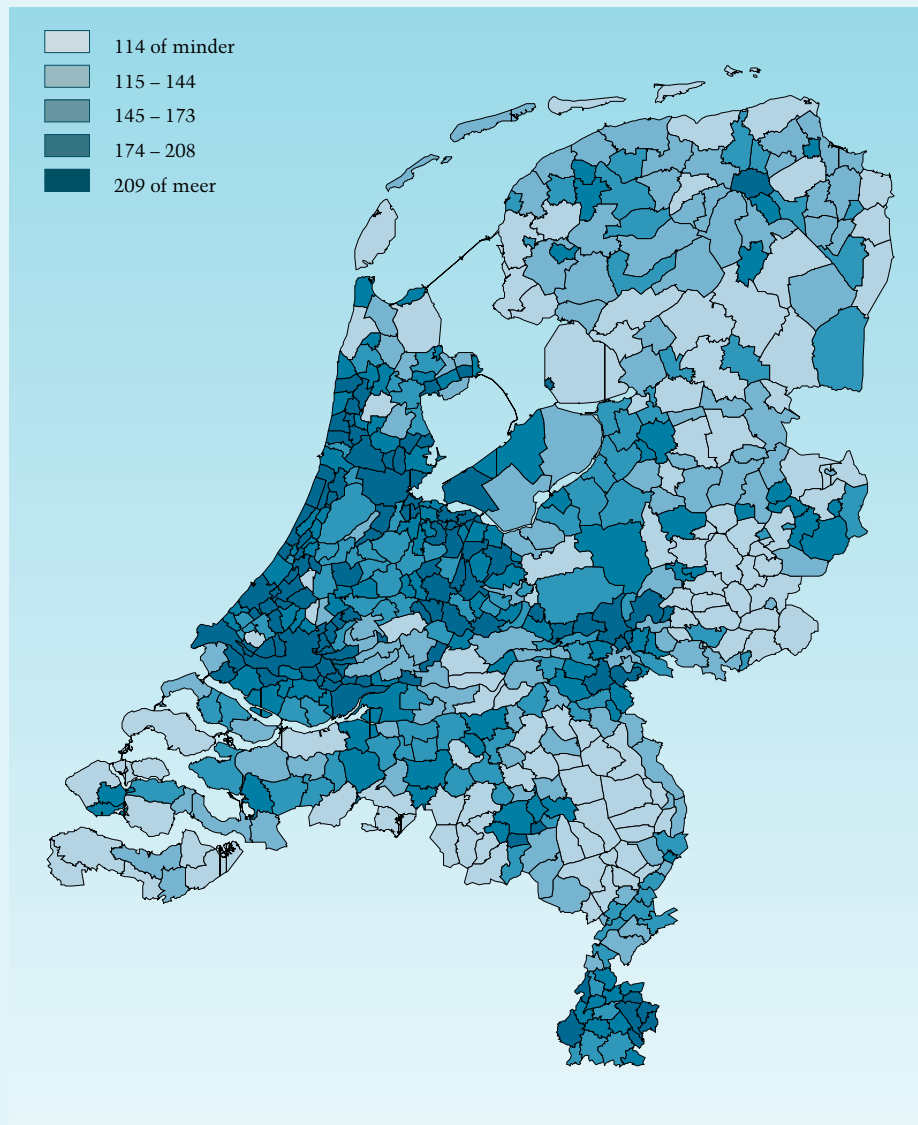 114 of minder
115 – 144
145 – 173
174 – 208
209 of meer